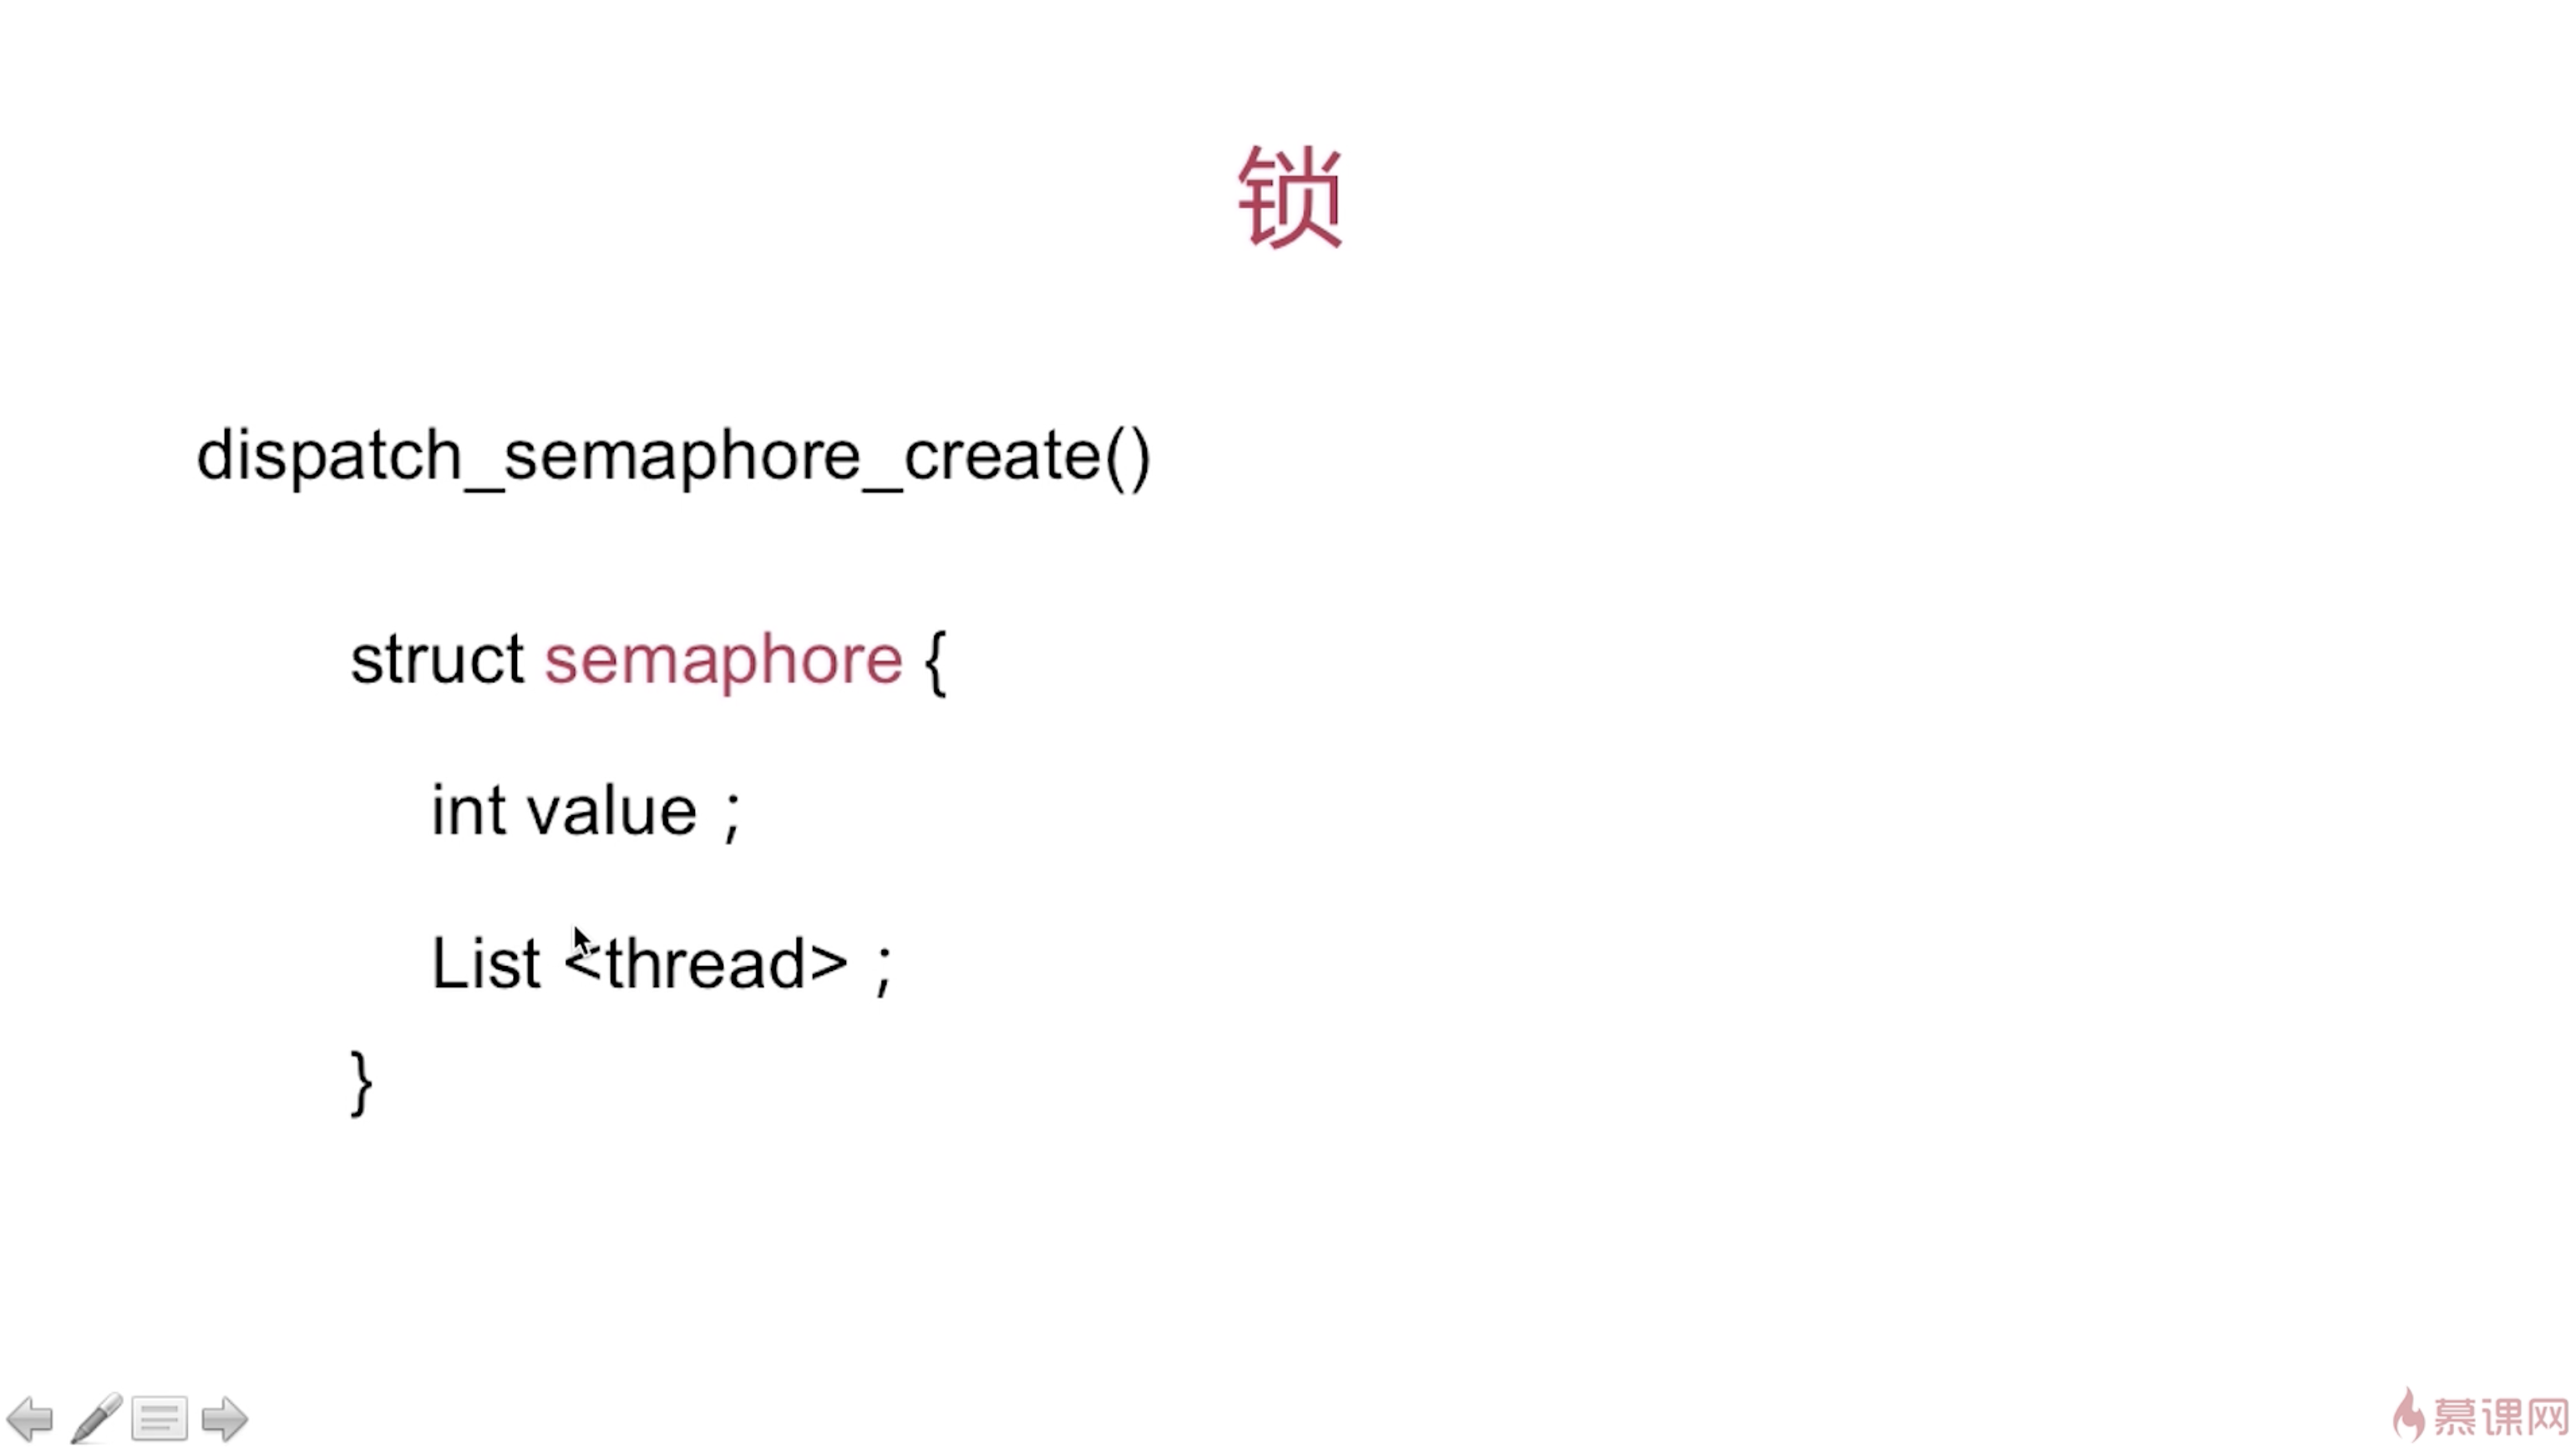 锁
dispatch_semaphore_create()
struct semaphore {
int value ;
List <thread> ;
}
慕课网